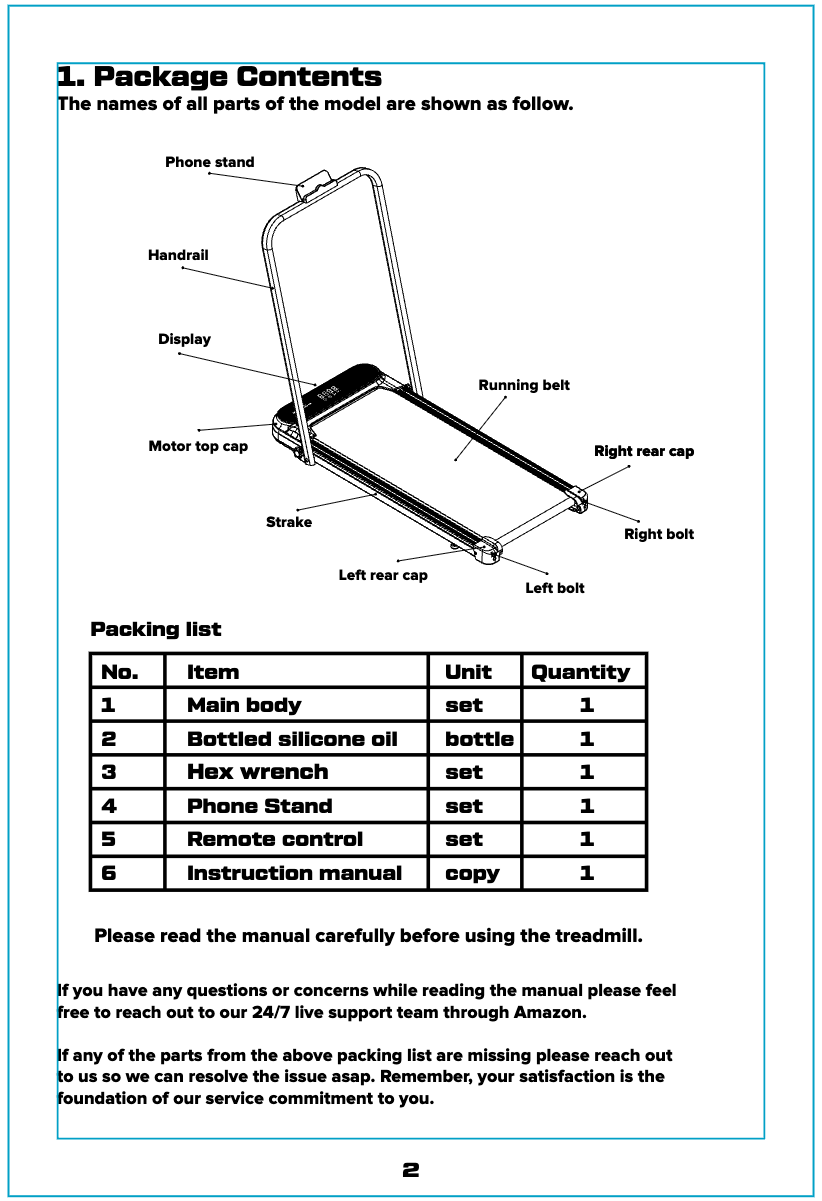 1. Package Contents
The names of all parts of the model are shown as follow.
Phone stand
Handrail
Display
Running belt
Motor top cap
Right rear cap
Strake
Right bolt
Left rear cap
Left bolt
Packing list
No. Item Unit Quantity
1 Main body set 1
2 Bottled silicone oil bottle 1
3 Hex wrench set 1
4 Phone Stand set 1
5 Remote control set 1
6 Instruction manual copy 1
Please read the manual carefully before using the treadmill.
If you have any questions or concerns while reading the manual please feel
free to reach out to our 24/7 live support team through Amazon.
If any of the parts from the above packing list are missing please reach out
to us so we can resolve the issue asap. Remember, your satisfaction is the
foundation of our service commitment to you.
2